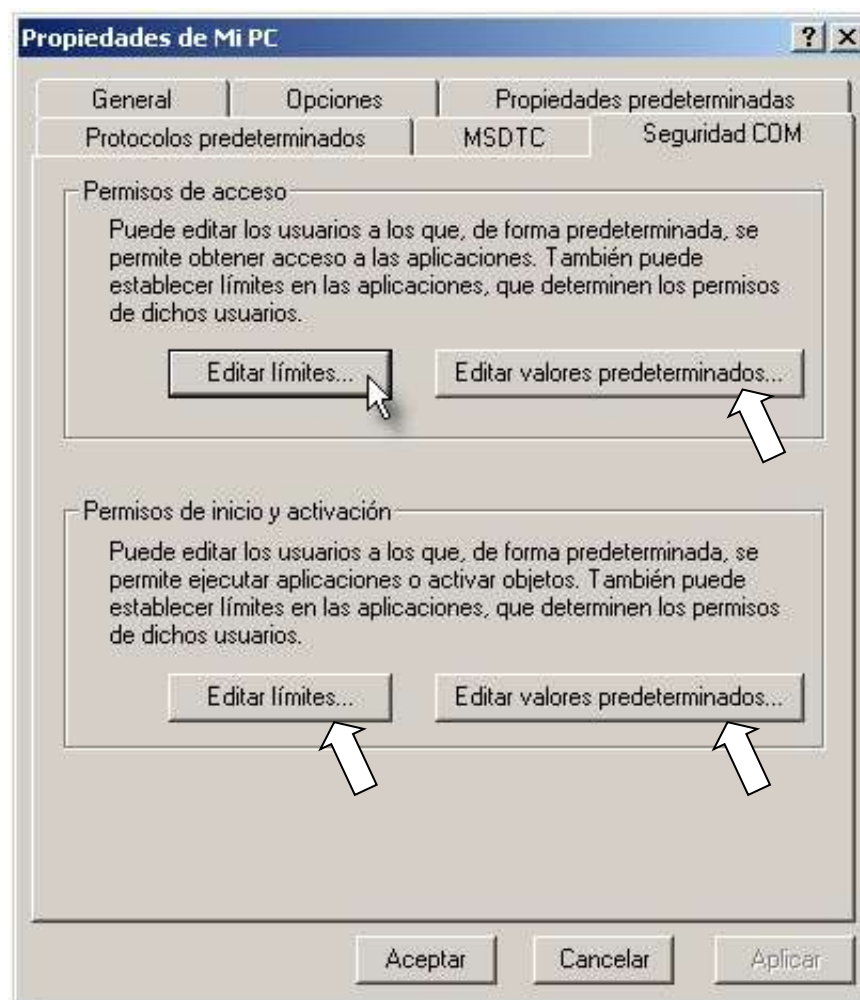 Propiedades de Mi PC
General Opciones Propiedades predeterminadas
Protocolos predeterminados MSDTC Seguridad COM
Permisos de acceso
Puede editar los usuarios a los que, de forma predeterminada, se
permite obtener acceso a las aplicaciones. También puede
establecer límites en las aplicaciones, que determinen los permisos
de dichos usuarios.
Editar límites... Editar valores predeterminados...
Permisos de inicio y activación
Puede editar los usuarios a los que, de forma predeterminada, se
permite ejecutar aplicaciones o activar objetos. También puede
establecer límites en las aplicaciones, que determinen los permisos
de dichos usuarios.
Editar límites... Editar valores predeterminados...
Aceptar Cancelar Aplicar